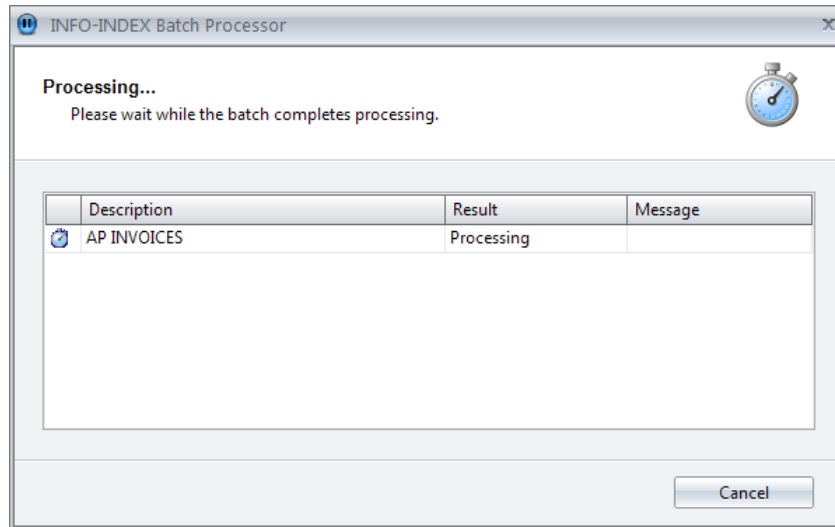 INFO-INDEX Batch Processor
Processing...
Please wait while the batch completes processing.
Description Result Message
AP INVOICES Processing
Cancel